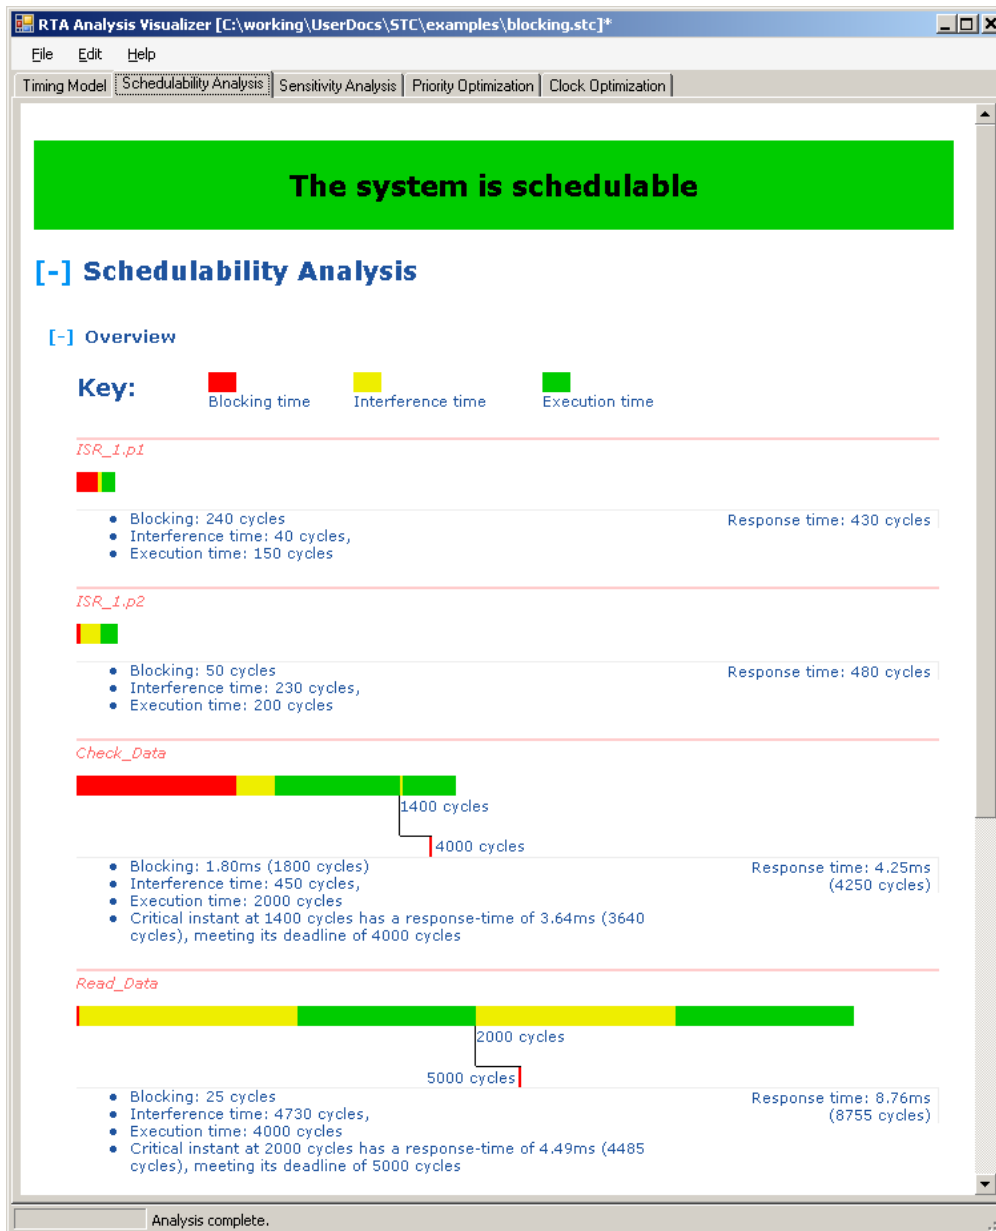 RTA Analysis Visualizer [C:\working\UserDocs\STC\examples\blocking.stc]*
File Edit Help
Timing Model Schedulability Analysis Sensitivity Analysis Priority Optimization Clock Optimization
The system is schedulable
[-] Schedulability Analysis
[-] Overview
Key:
Blocking time Interference time Execution time
ISR_1.p1
• Blocking: 240 cycles Response time: 430 cycles
• Interference time: 40 cycles,
• Execution time: 150 cycles
ISR_1.p2
• Blocking: 50 cycles Response time: 480 cycles
• Interference time: 230 cycles,
• Execution time: 200 cycles
Check_Data
1400 cycles
4000 cycles
• Blocking: 1.80ms (1800 cycles) Response time: 4.25ms
• Interference time: 450 cycles, (4250 cycles)
• Execution time: 2000 cycles
• Critical instant at 1400 cycles has a response-time of 3.64ms (3640
cycles), meeting its deadline of 4000 cycles
Read_Data
2000 cycles
5000 cycles
• Blocking: 25 cycles Response time: 8.76ms
• Interference time: 4730 cycles, (8755 cycles)
• Execution time: 4000 cycles
• Critical instant at 2000 cycles has a response-time of 4.49ms (4485
cycles), meeting its deadline of 5000 cycles
Analysis complete.